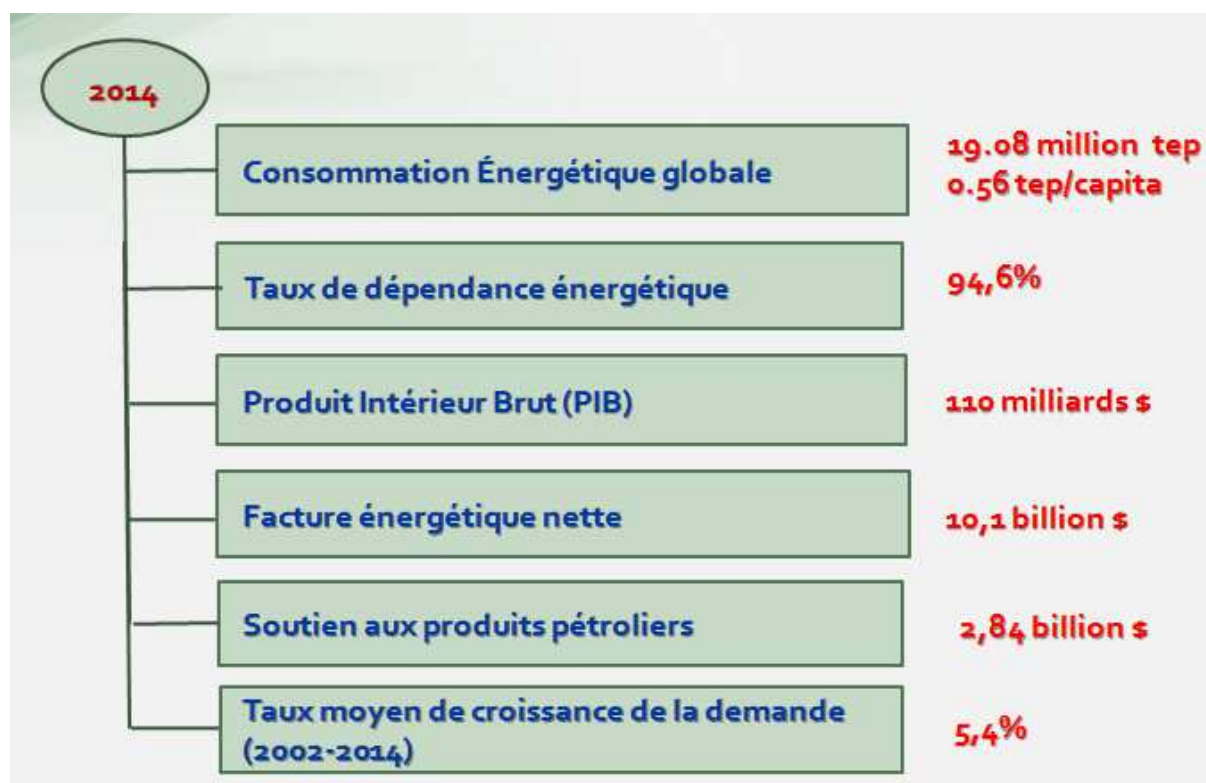 2014
Consommation Énergétique globale
19.08 million tep
0.56 tep/capita
Taux de dépendance énergétique
94,6%
Produit Intérieur Brut (PIB)
110 milliards $
Facture énergétique nette
10,1 billion $
Soutien aux produits pétroliers
2,84 billion $
Taux moyen de croissance de la demande
(2002-2014)
5,4%